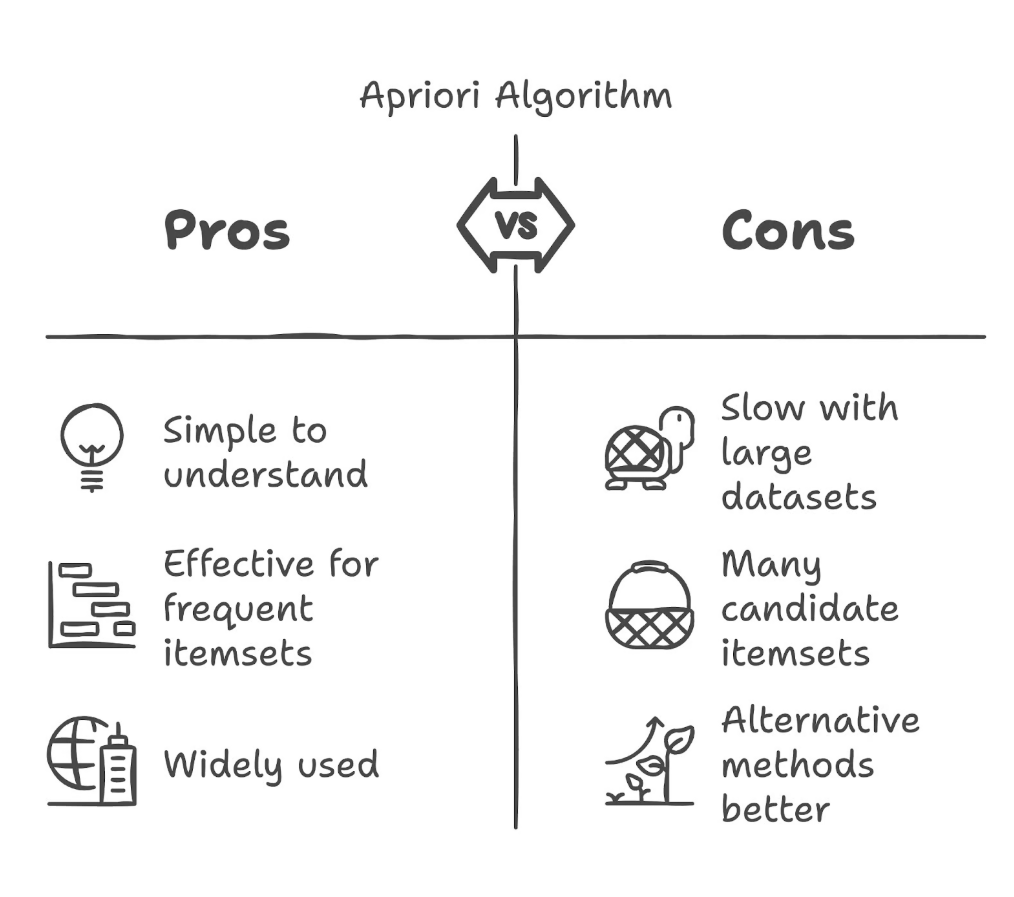 Apriori Algorithm
Pros
VS
Cons
Simple to
understand
Effective for
frequent
itemsets
Widely used
Slow with
large
datasets
Many
candidate
itemsets
Alternative
methods
better